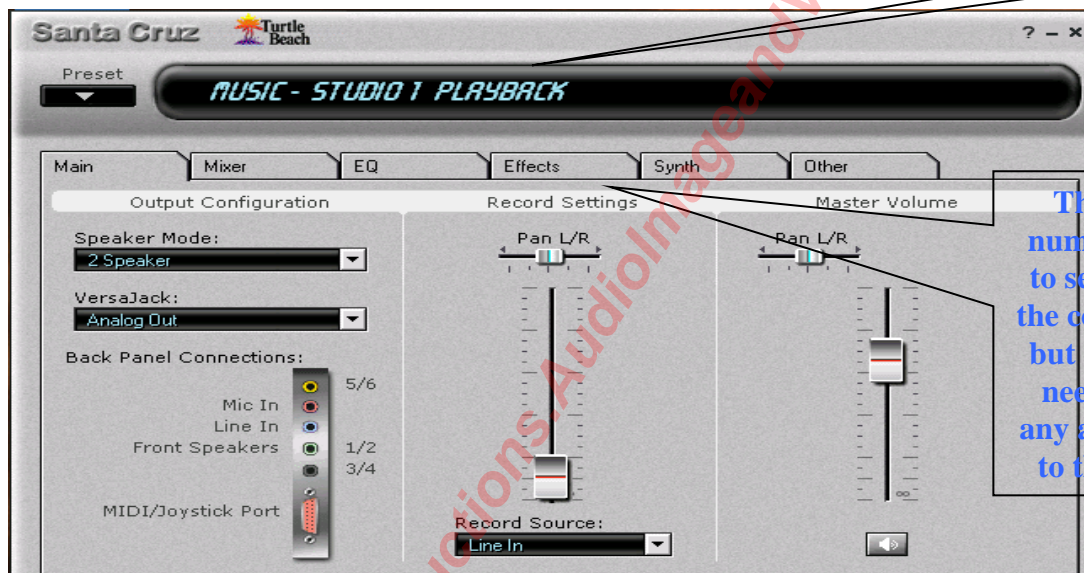 Santa Cruz Turtle Beach ? – ×
Preset
MUSIC - STUDIO 1 PLAYBACK
Main Mixer EQ Effects Synth Other
Output Configuration Record Settings Master Volume
Speaker Mode: Pan L/R Pan L/R
2 Speaker
VersaJack:
Analog Out
Back Panel Connections:
5/6
Mic In
Line In
Front Speakers 1/2
3/4
MIDI/Joystick Port
Record Source:
Line In
∞
to se
the c
but
any a
to t
ctions.AudioImageandv